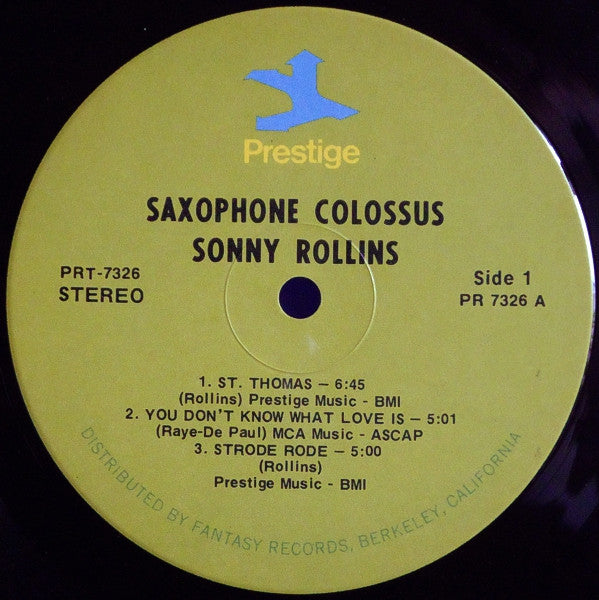 Prestige
SAXOPHONE COLOSSUS
SONNY ROLLINS
PRT-7326
STEREO
Side 1
PR 7326 A
1. ST. THOMAS – 6:45
(Rollins) Prestige Music - BMI
2. YOU DON'T KNOW WHAT LOVE IS – 5:01
(Raye-De Paul) MCA Music - ASCAP
3. STRODE RODE – 5:00
(Rollins)
Prestige Music - BMI
DISTRIBUTED BY FANTASY RECORDS, BERKELEY, CALIFORNIA